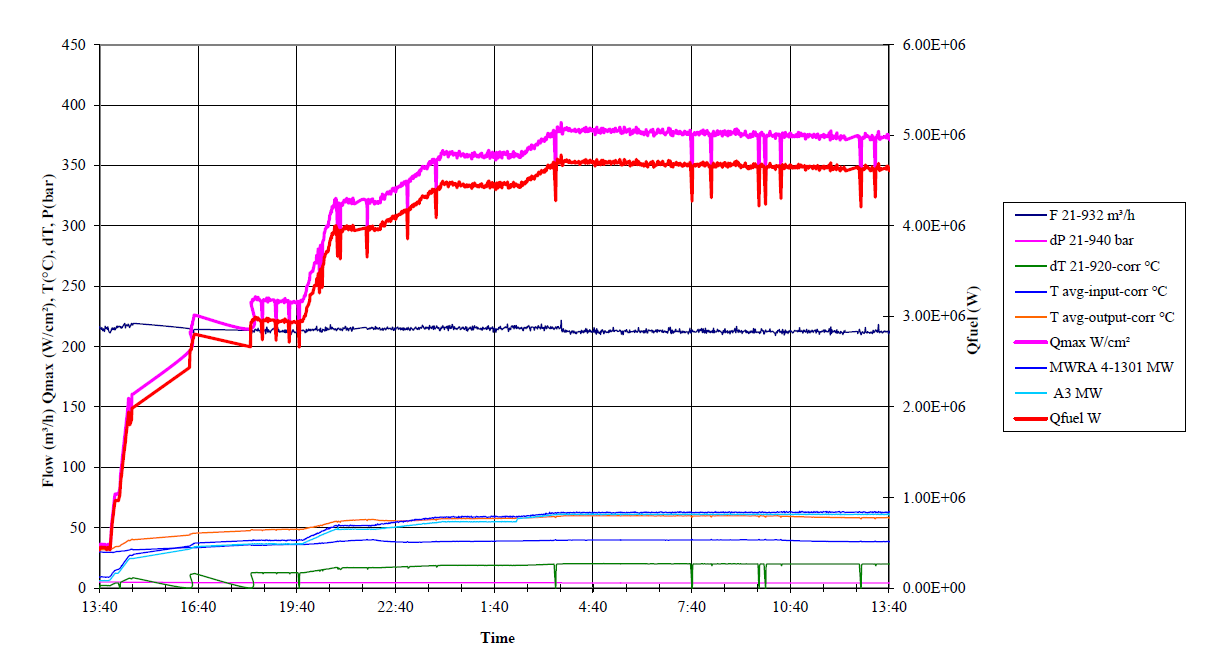 450
400
350
300
250
200
150
100
50
0
Flow (m³/h) Qmax (W/cm²), T(°C), dT, P(bar)
6.00E+06
5.00E+06
4.00E+06
3.00E+06
2.00E+06
1.00E+06
0.00E+00
Qfuel (W)
13:40 16:40 19:40 22:40 1:40 4:40 7:40 10:40 13:40
Time
F 21-932 m³/h
dP 21-940 bar
dT 21-920-corr °C
T avg-input-corr °C
T avg-output-corr °C
Qmax W/cm²
MWRA 4-1301 MW
A3 MW
Qfuel W